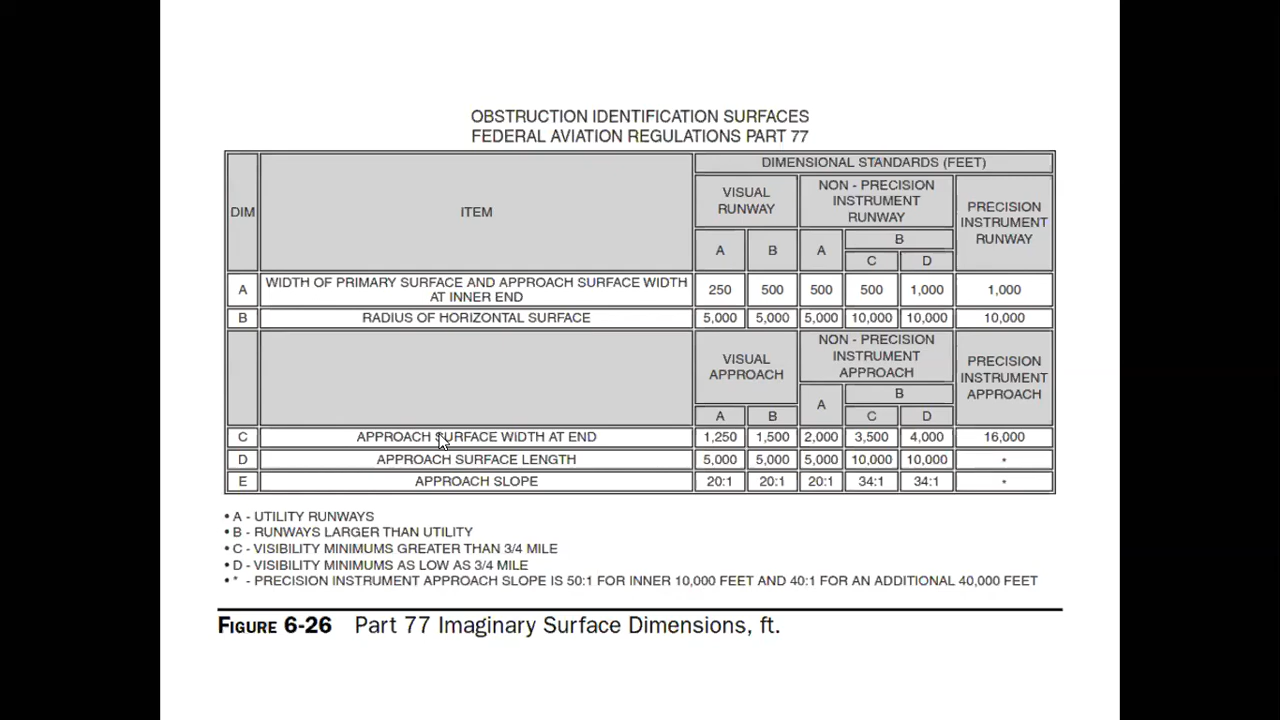 OBSTRUCTION IDENTIFICATION SURFACES
FEDERAL AVIATION REGULATIONS PART 77
DIM
ITEM
DIMENSIONAL STANDARDS (FEET)
VISUAL
RUNWAY
NON - PRECISION
INSTRUMENT
RUNWAY
PRECISION
INSTRUMENT
RUNWAY
A B A B
C D
A WIDTH OF PRIMARY SURFACE AND APPROACH SURFACE WIDTH
AT INNER END 250 500 500 500 1,000 1,000
B RADIUS OF HORIZONTAL SURFACE 5,000 5,000 5,000 10,000 10,000 10,000
VISUAL
APPROACH
NON - PRECISION
INSTRUMENT
APPROACH
PRECISION
INSTRUMENT
APPROACH
A B
A B C D
C APPROACH SURFACE WIDTH AT END 1,250 1,500 2,000 3,500 4,000 16,000
D APPROACH SURFACE LENGTH 5,000 5,000 5,000 10,000 10,000 *
E APPROACH SLOPE 20:1 20:1 20:1 34:1 34:1 *
• A - UTILITY RUNWAYS
• B - RUNWAYS LARGER THAN UTILITY
• C - VISIBILITY MINIMUMS GREATER THAN 3/4 MILE
• D - VISIBILITY MINIMUMS AS LOW AS 3/4 MILE
• * - PRECISION INSTRUMENT APPROACH SLOPE IS 50:1 FOR INNER 10,000 FEET AND 40:1 FOR AN ADDITIONAL 40,000 FEET
FIGURE 6-26 Part 77 Imaginary Surface Dimensions, ft.